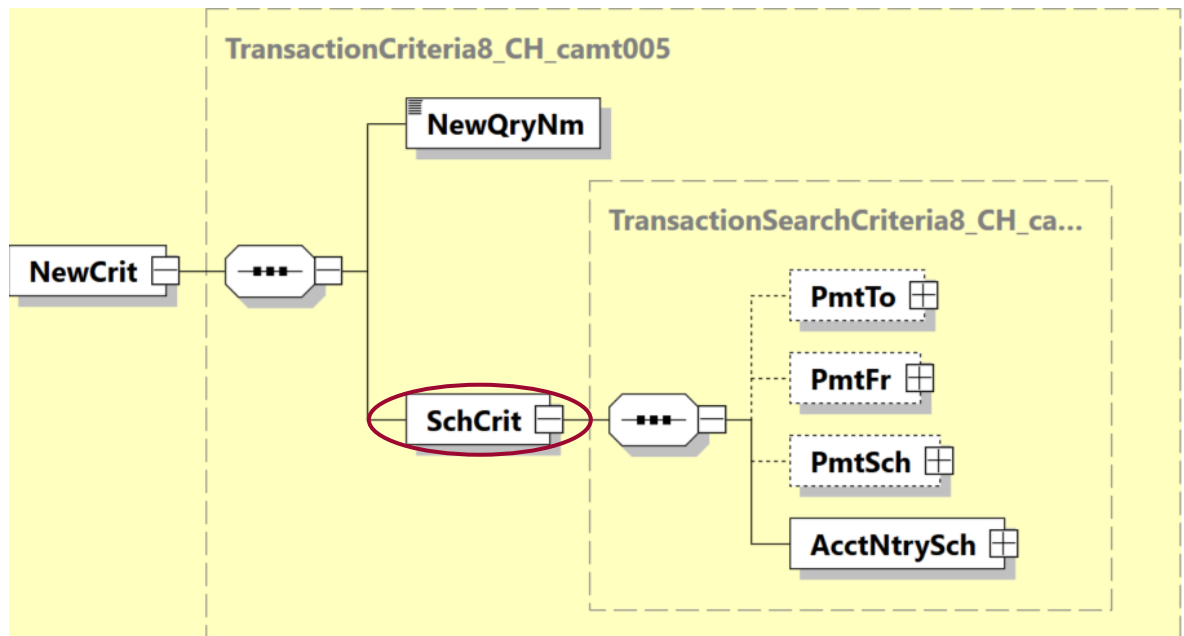 TransactionCriteria8_CH_camt005
NewQryNm
TransactionSearchCriteria8_CH_ca...
NewCrit
PmtTo
PmtFr
SchCrit
PmtSch
AcctNtrySch